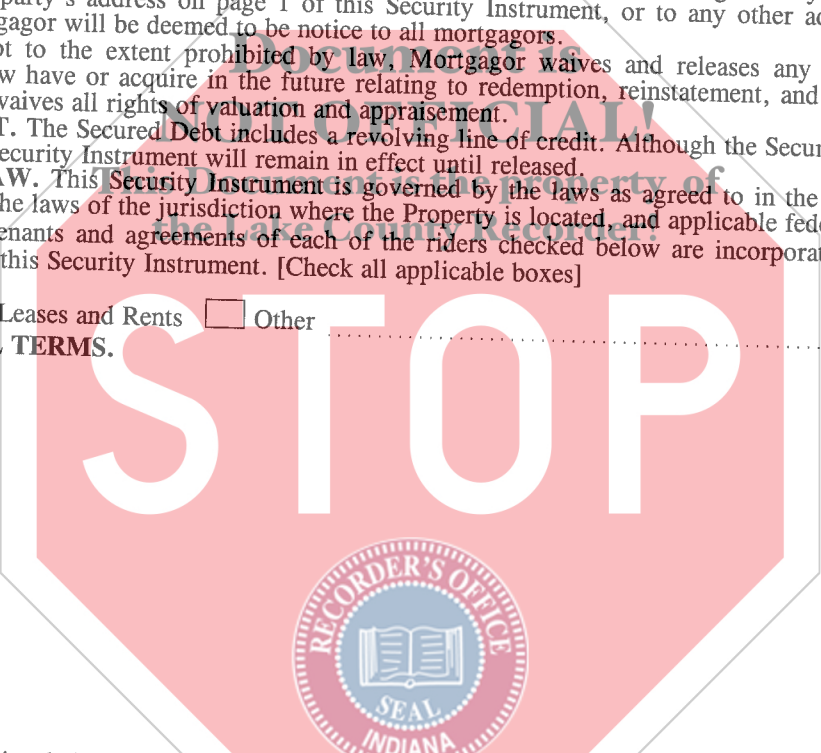 party's address on page 1 of this Security Instrument, or to any other
gagor will be deemed to be notice to all mortgagors.
to the extent prohibited by law, Mortgagor waives and releases any
have or acquire in the future relating to redemption, reinstatement, and
waives all rights of valuation and appraisement.
T. The Secured Debt includes a revolving line of credit. Although the Secur
ecurity Instrument will remain in effect until released.
AW. This Security Instrument is governed by the laws as agreed to in the
he laws of the jurisdiction where the Property is located, and applicable fede
enants and agreements of each of the riders checked below are incorporat
this Security Instrument. [Check all applicable boxes]
Leases and Rents Other
TERMS.
Document is
NOT OFFICIAL!
This Document is the property of
the Lake County Recorder!
STOP
RECORDER'S OFFICE
SEAL
INDIANA